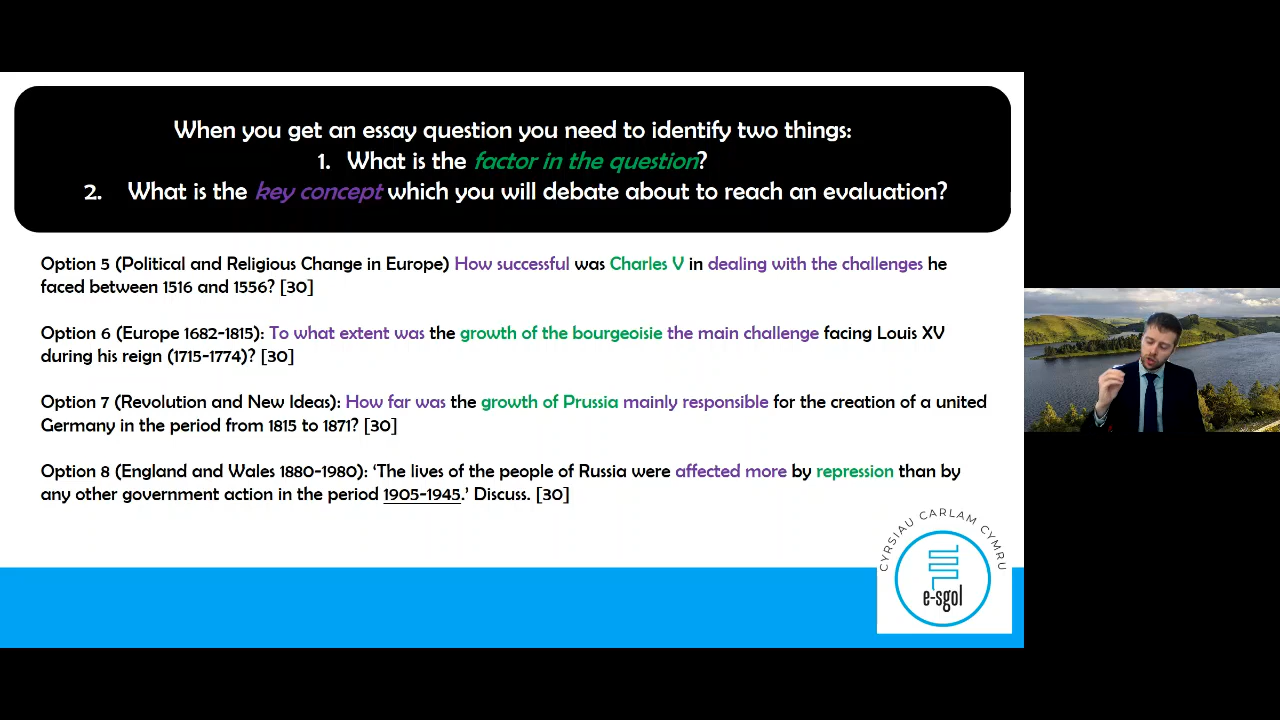 When you get an essay question you need to identify two things:
1. What is the factor in the question?
2. What is the key concept which you will debate about to reach an evaluation?
Option 5 (Political and Religious Change in Europe) How successful was Charles V in dealing with the challenges he
faced between 1516 and 1556? [30]
Option 6 (Europe 1682-1815): To what extent was the growth of the bourgeoisie the main challenge facing Louis XV
during his reign (1715-1774)? [30]
Option 7 (Revolution and New Ideas): How far was the growth of Prussia mainly responsible for the creation of a united
Germany in the period from 1815 to 1871? [30]
Option 8 (England and Wales 1880-1980): ‘The lives of the people of Russia were affected more by repression than by
any other government action in the period 1905-1945.’ Discuss. [30]
CYRSIAU CARLAM CYMRU
e-sgol